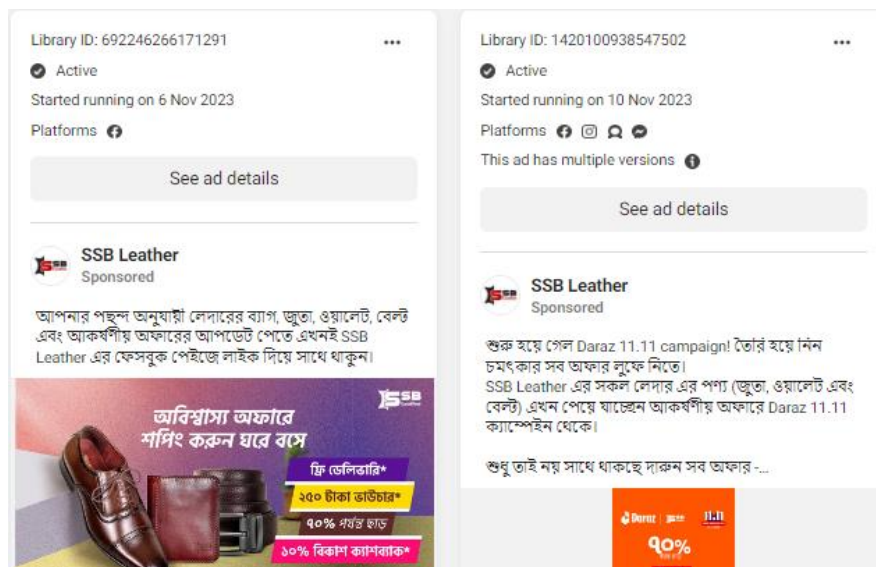 Library ID: 692246266171291
Active
Started running on 6 Nov 2023
Platforms
See ad details
SSB Leather
Sponsored
আপনার পছন্দ অনুযায়ী লেদারের ব্যাগ, জুতা, ওয়ালেট, বেল্ট
এবং আকর্ষণীয় অফারের আপডেট পেতে এখনই SSB
Leather এর ফেসবুক পেইজে লাইক দিয়ে সাথে থাকুন।
SSB
অবিশ্বাস্য অফারে
শপিং করুন ঘরে বসে
ফ্রি ডেলিভারি*
২৫০ টাকা ভাউচার*
৭০% পর্যন্ত ছাড়
১০% বিকাশ ক্যাশব্যাক*
Library ID: 1420100938547502
Active
Started running on 10 Nov 2023
Platforms
This ad has multiple versions
See ad details
SSB Leather
Sponsored
শুরু হয়ে গেল Daraz 11.11 campaign! তৈরি হয়ে নিন
চমৎকার সব অফার লুফে নিতে।
SSB Leather এর সকল লেদার এর পণ্য (জুতা, ওয়ালেট এবং
বেল্ট) এখন পেয়ে যাচ্ছেন আকর্ষণীয় অফারে Daraz 11.11
ক্যাম্পেইন থেকে।
শুধু তাই নয় সাথে থাকছে দারুন সব অফার -...
Daraz 11.11
৭০%